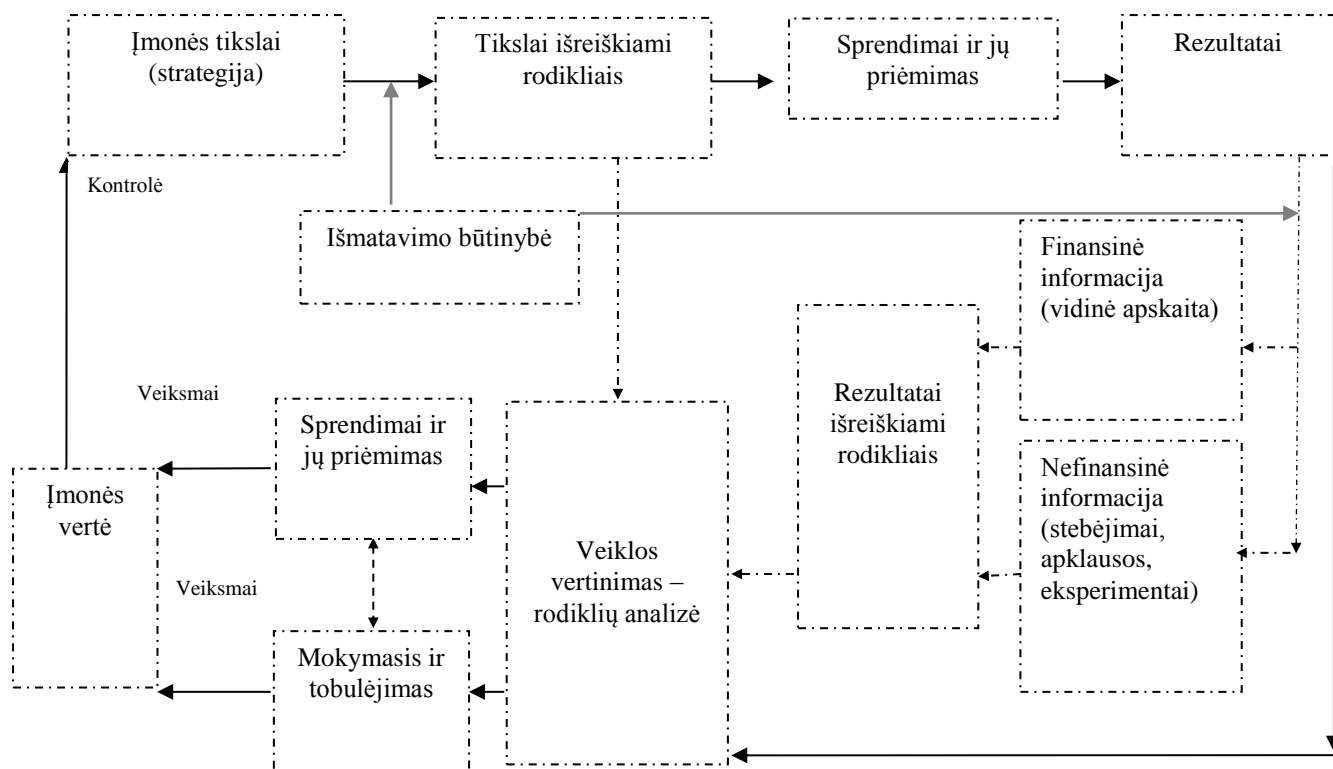 Įmonės tikslai
(strategija)
Tikslai išreiškiami
rodikliais
Sprendimai ir jų
priėmimas
Rezultatai
Kontrolė
Išmatavimo būtinybė
Finansinė
informacija
(vidinė apskaita)
Rezultatai
išreiškiami
rodikliais
Veiksmai
Sprendimai ir
jų priėmimas
Nefinansinė
informacija
(stebėjimai,
apklausos,
eksperimentai)
Įmonės
vertė
Veiklos
vertinimas –
rodiklių analizė
Veiksmai
Mokymasis ir
tobulėjimas